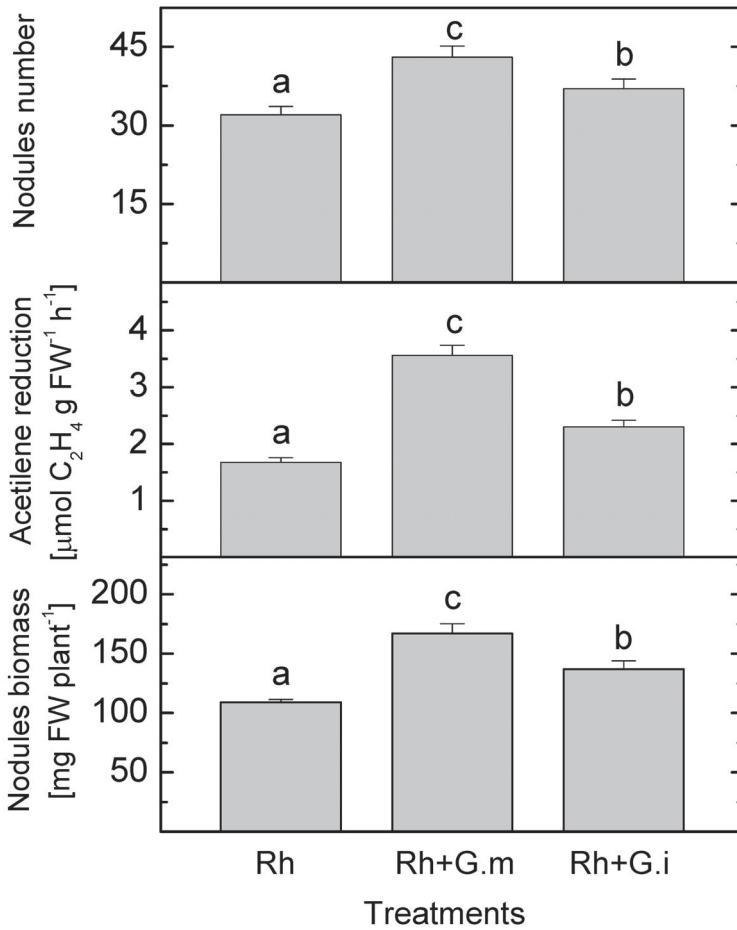 Nodules number
45
30
15
a
c
b
Acetilene reduction
[μmol C₂H₄ g FW⁻¹ h⁻¹]
4
3
2
1
a
c
b
Nodules biomass
[mg FW plant⁻¹]
200
150
100
50
a
c
b
Rh Rh+G.m Rh+G.i
Treatments